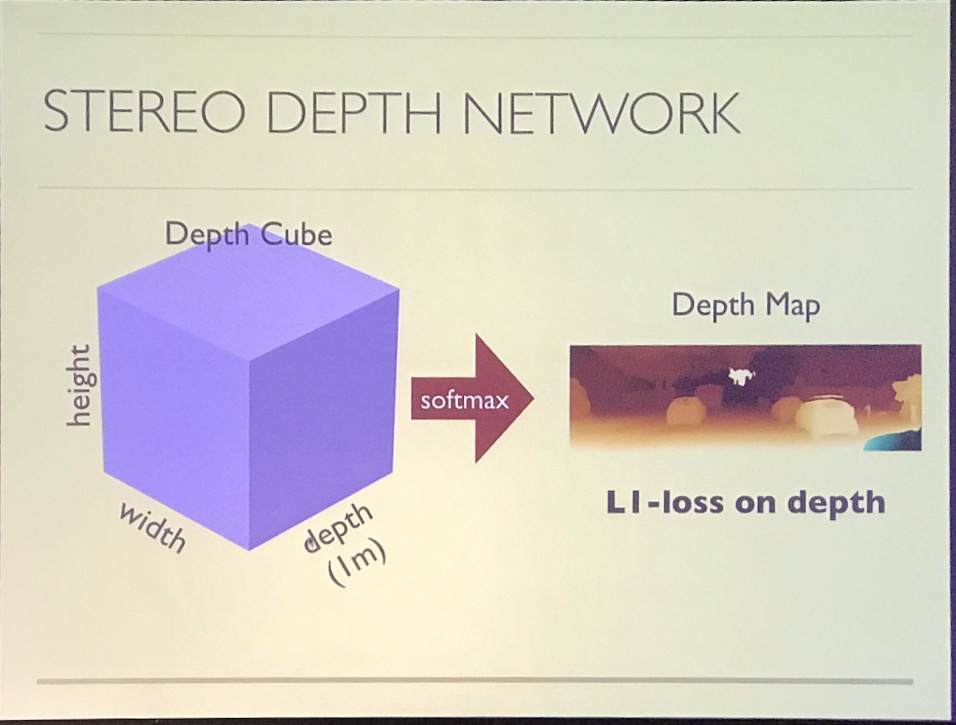 STEREO DEPTH NETWORK
Depth Cube
height
width
depth
(1m)
softmax
Depth Map
L1-loss on depth